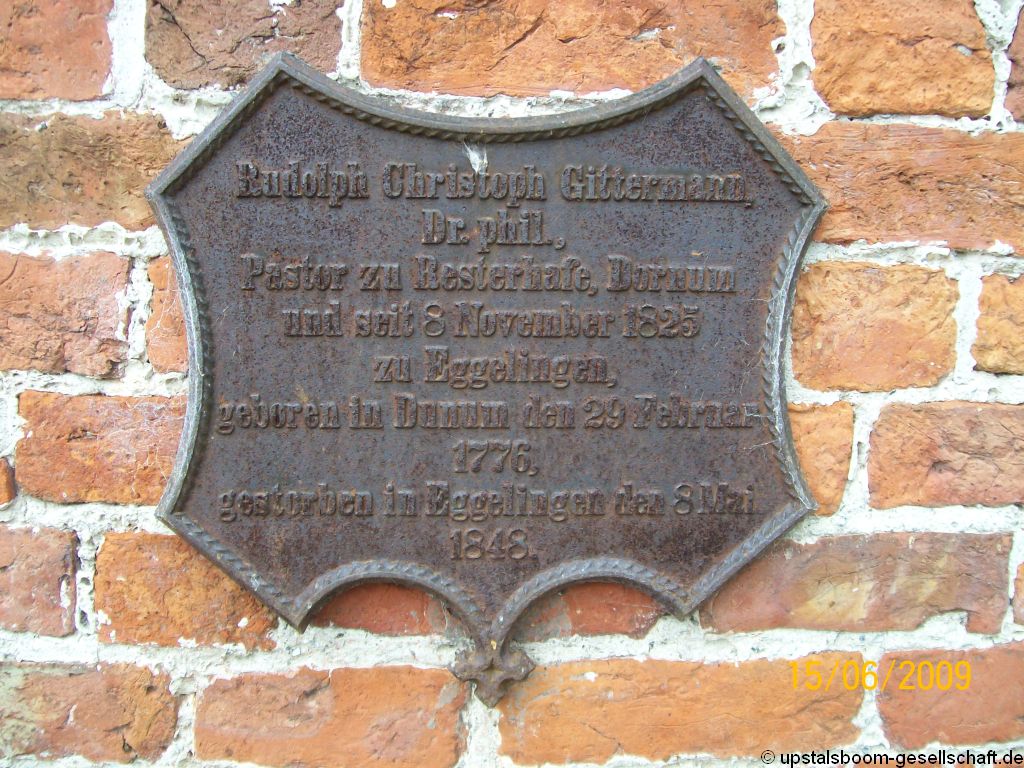 Rudolph Christoph Gittermann,
Dr. phil.,
Pastor zu Resterhafe, Dornum
und seit 8 November 1825
zu Eggelingen,
geboren in Dunum den 29 Februar
1776,
gestorben in Eggelingen den 8 Mai
1848.
15/06/2009
© upstalsboom-gesellschaft.de